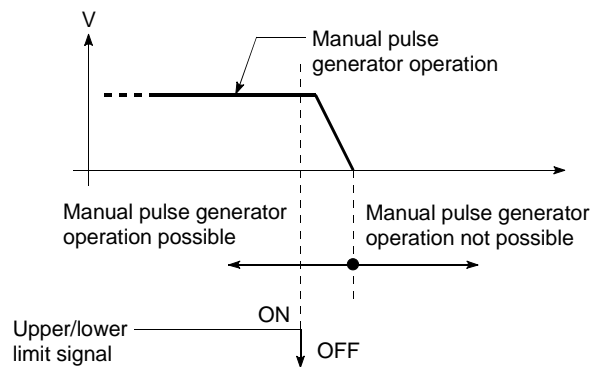 V
Manual pulse
generator operation
Manual pulse generator
operation possible
Manual pulse generator
operation not possible
ON
Upper/lower
limit signal
OFF